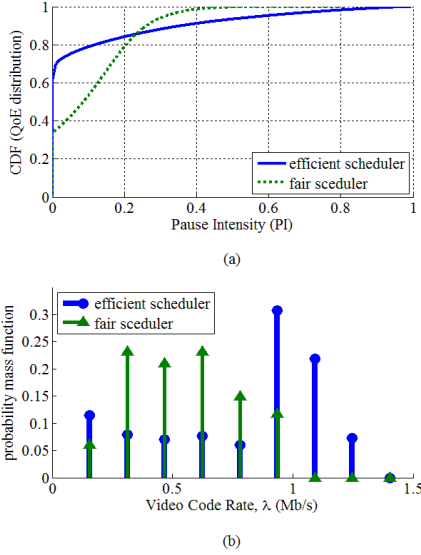 1
0.8
0.6
0.4
0.2
0
CDF (QoE distribution)
efficient scheduler
fair sceduler
0
0.2
0.4
0.6
0.8
1
Pause Intensity (PI)
(a)
efficient scheduler
fair sceduler
0.3
0.25
0.2
0.15
0.1
0.05
0
probability mass function
0
0.5
1
1.5
Video Code Rate, λ (Mb/s)
(b)